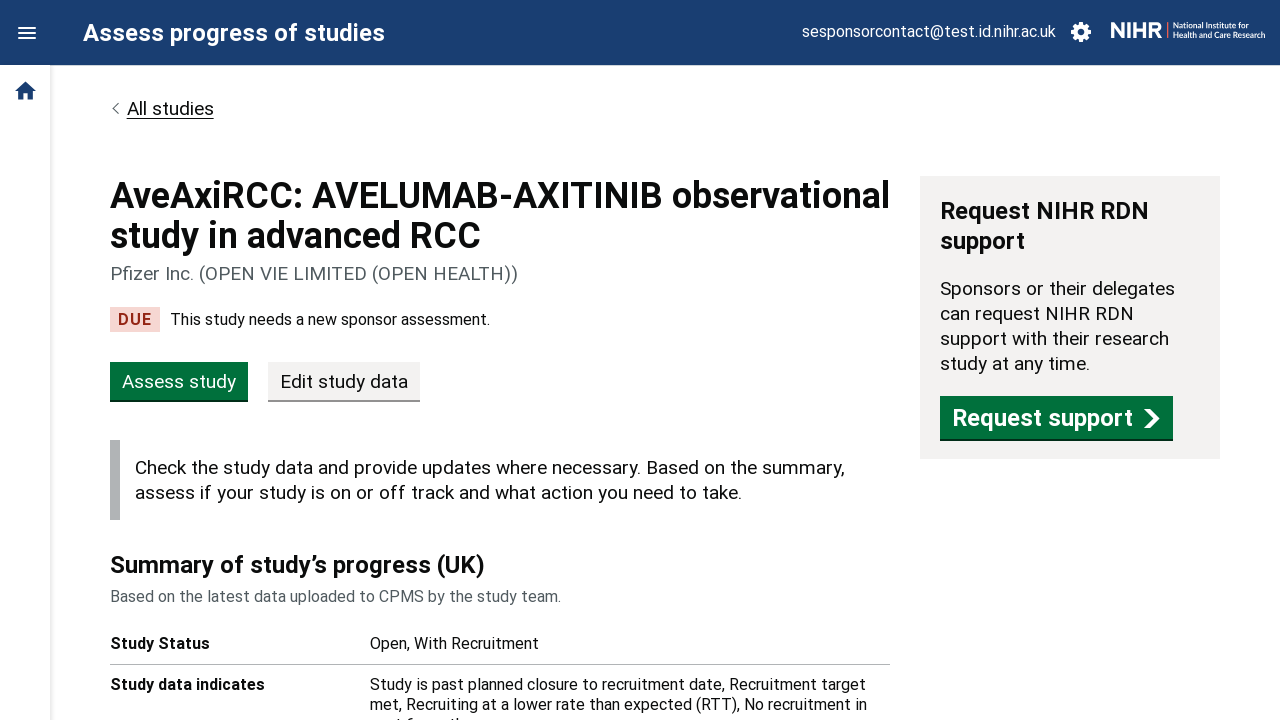 Assess progress of studies
sesponsorcontact@test.id.nihr.ac.uk
NIHR
National Institute for
Health and Care Research
All studies
AveAxiRCC: AVELUMAB-AXITINIB observational
study in advanced RCC
Pfizer Inc. (OPEN VIE LIMITED (OPEN HEALTH))
DUE
This study needs a new sponsor assessment.
Assess study
Edit study data
Check the study data and provide updates where necessary. Based on the summary,
assess if your study is on or off track and what action you need to take.
Summary of study’s progress (UK)
Based on the latest data uploaded to CPMS by the study team.
Study Status
Open, With Recruitment
Study data indicates
Study is past planned closure to recruitment date, Recruitment target
met, Recruiting at a lower rate than expected (RTT), No recruitment in
Request NIHR RDN
support
Sponsors or their delegates
can request NIHR RDN
support with their research
study at any time.
Request support